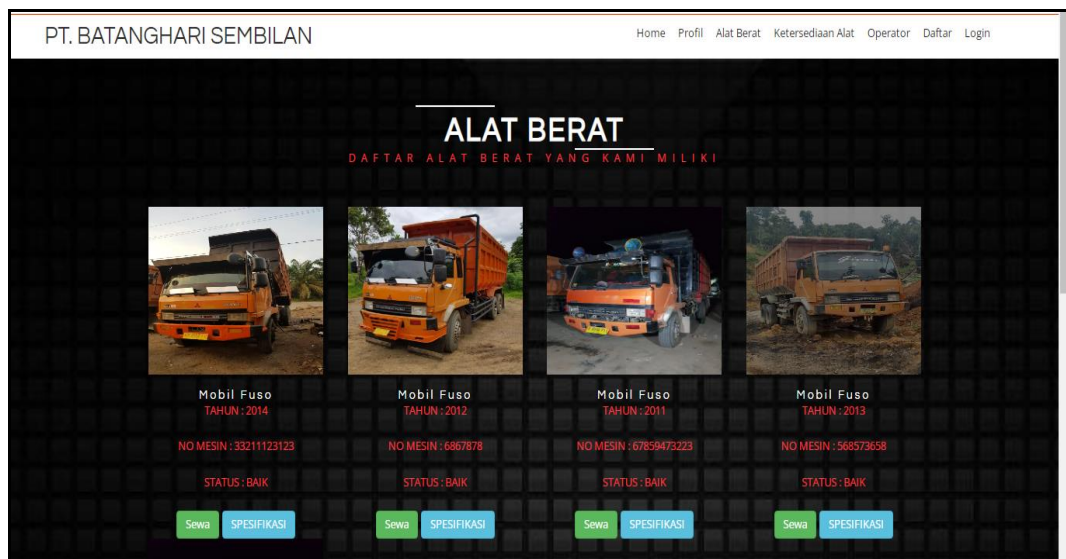 PT. BATANGHARI SEMBILAN
Home Profil Alat Berat Ketersediaan Alat Operator Daftar Login
ALAT BERAT
DAFTAR ALAT BERAT YANG KAMI MILIKI
Mobil Fuso
TAHUN : 2014
NO MESIN : 33211123123
STATUS : BAIK
Sewa SPESIFIKASI
Mobil Fuso
TAHUN : 2012
NO MESIN : 6867878
STATUS : BAIK
Sewa SPESIFIKASI
Mobil Fuso
TAHUN : 2011
NO MESIN : 67859473223
STATUS : BAIK
Sewa SPESIFIKASI
Mobil Fuso
TAHUN : 2013
NO MESIN : 568573658
STATUS : BAIK
Sewa SPESIFIKASI